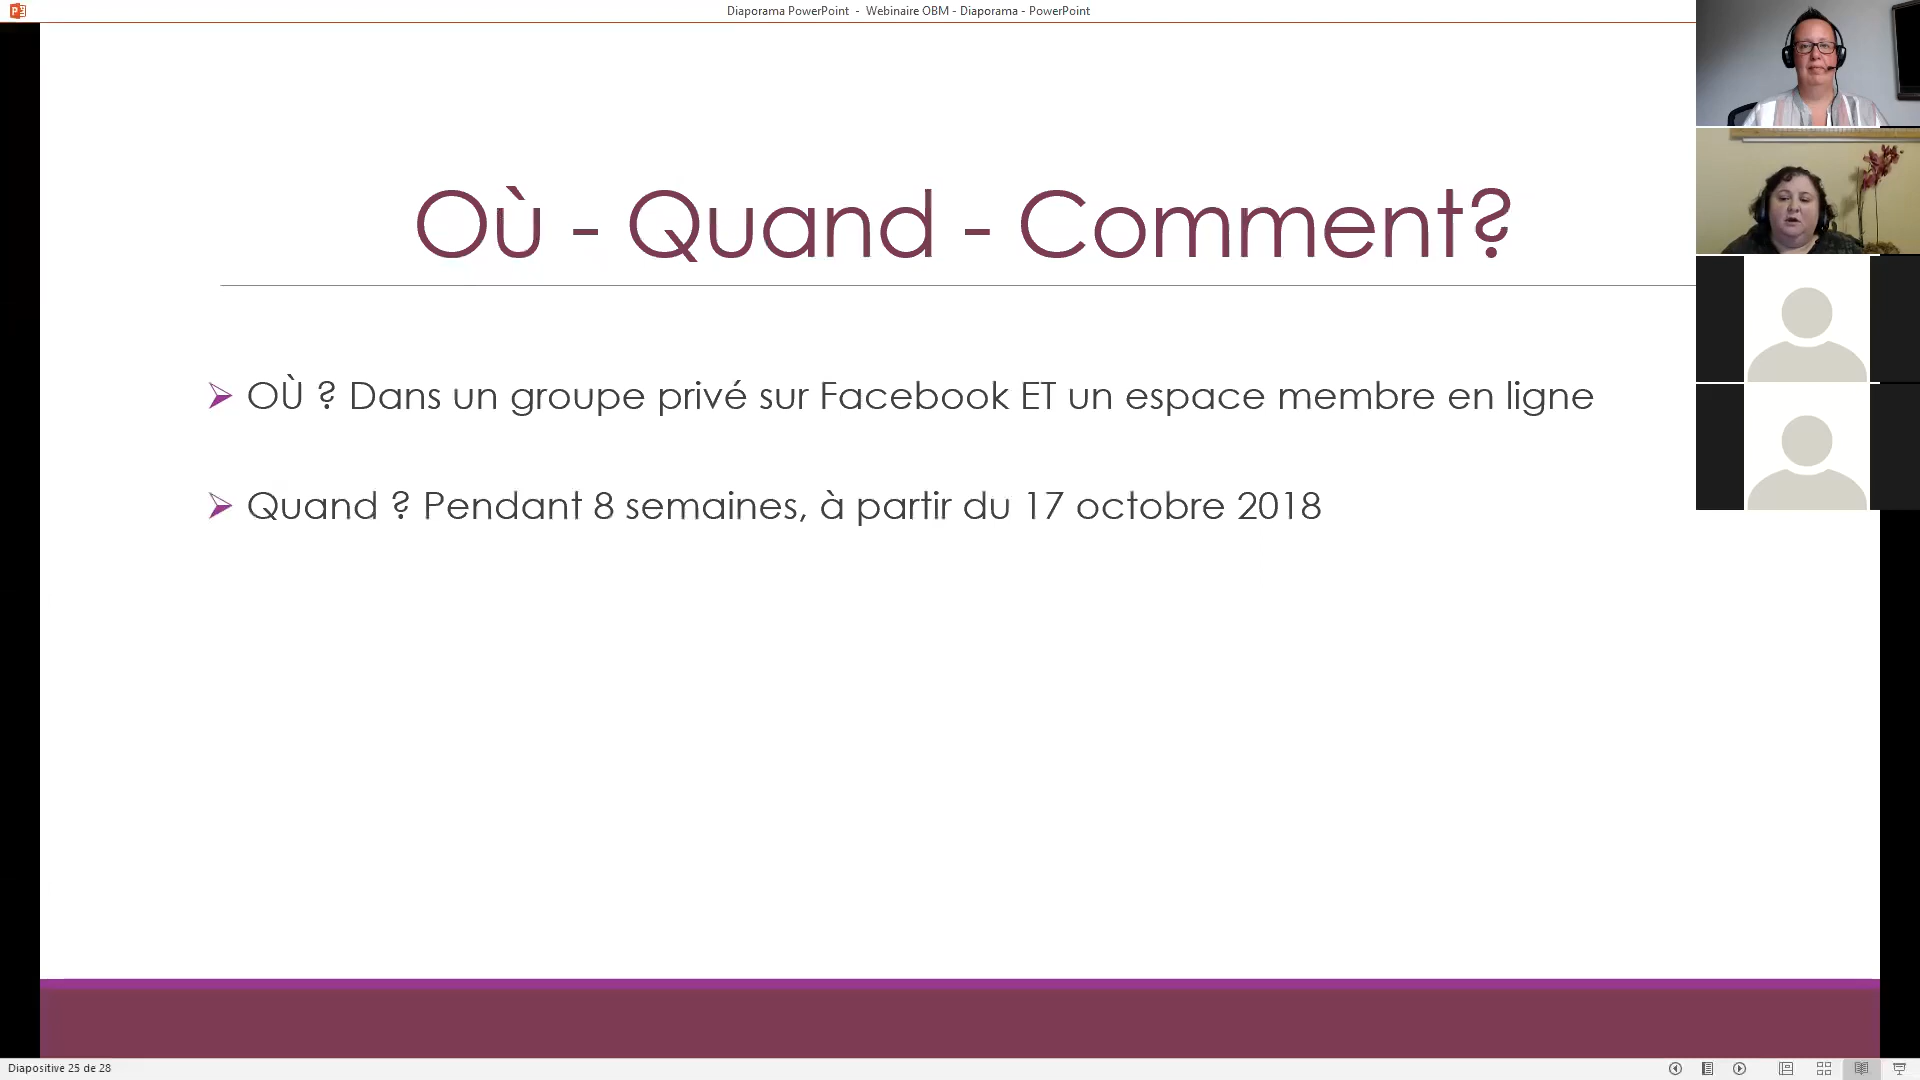 Diaporama PowerPoint - Webinaire OBM - Diaporama - PowerPoint
Où - Quand - Comment?
OÙ ? Dans un groupe privé sur Facebook ET un espace membre en ligne
Quand ? Pendant 8 semaines, à partir du 17 octobre 2018
Diapositive 25 de 28